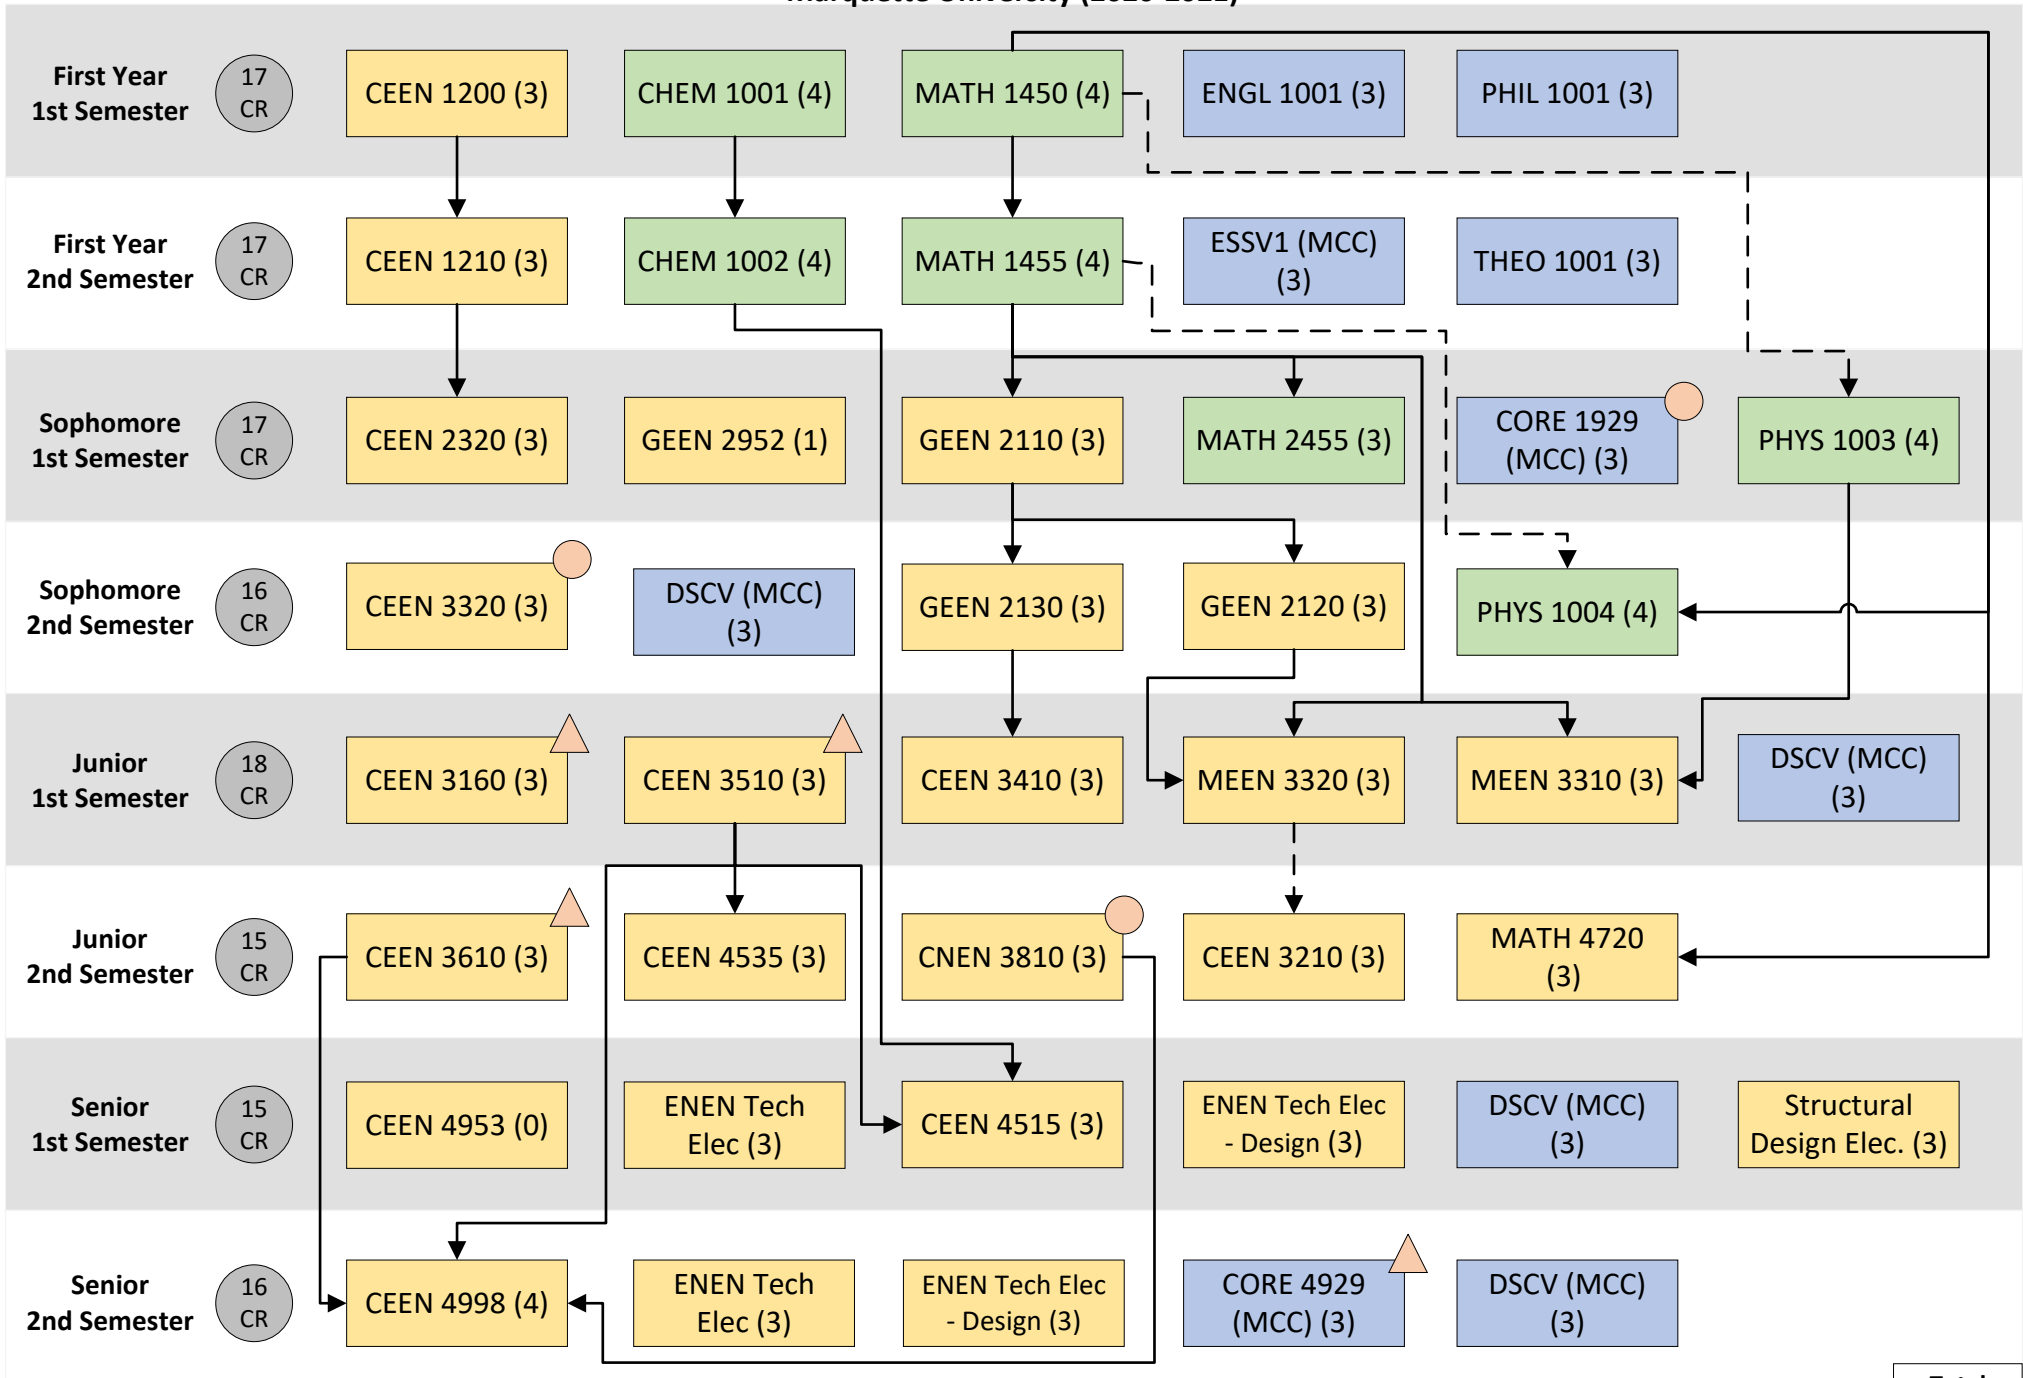 Marquette University (2020-2021)
First Year
1st Semester
17
CR
CEEN 1200 (3)
CHEM 1001 (4)
MATH 1450 (4)
ENGL 1001 (3)
PHIL 1001 (3)
First Year
2nd Semester
17
CR
CEEN 1210 (3)
CHEM 1002 (4)
MATH 1455 (4)
ESSV1 (MCC)
(3)
THEO 1001 (3)
Sophomore
1st Semester
17
CR
CEEN 2320 (3)
GEEN 2952 (1)
GEEN 2110 (3)
MATH 2455 (3)
CORE 1929
(MCC) (3)
PHYS 1003 (4)
Sophomore
2nd Semester
16
CR
CEEN 3320 (3)
DSCV (MCC)
(3)
GEEN 2130 (3)
GEEN 2120 (3)
PHYS 1004 (4)
Junior
1st Semester
18
CR
CEEN 3160 (3)
CEEN 3510 (3)
CEEN 3410 (3)
MEEN 3320 (3)
MEEN 3310 (3)
DSCV (MCC)
(3)
Junior
2nd Semester
15
CR
CEEN 3610 (3)
CEEN 4535 (3)
CNEN 3810 (3)
CEEN 3210 (3)
MATH 4720
(3)
Senior
1st Semester
15
CR
CEEN 4953 (0)
ENEN Tech
Elec (3)
CEEN 4515 (3)
ENEN Tech Elec
- Design (3)
DSCV (MCC)
(3)
Structural
Design Elec. (3)
Senior
2nd Semester
16
CR
CEEN 4998 (4)
ENEN Tech
Elec (3)
ENEN Tech Elec
- Design (3)
CORE 4929
(MCC) (3)
DSCV (MCC)
(3)
Total